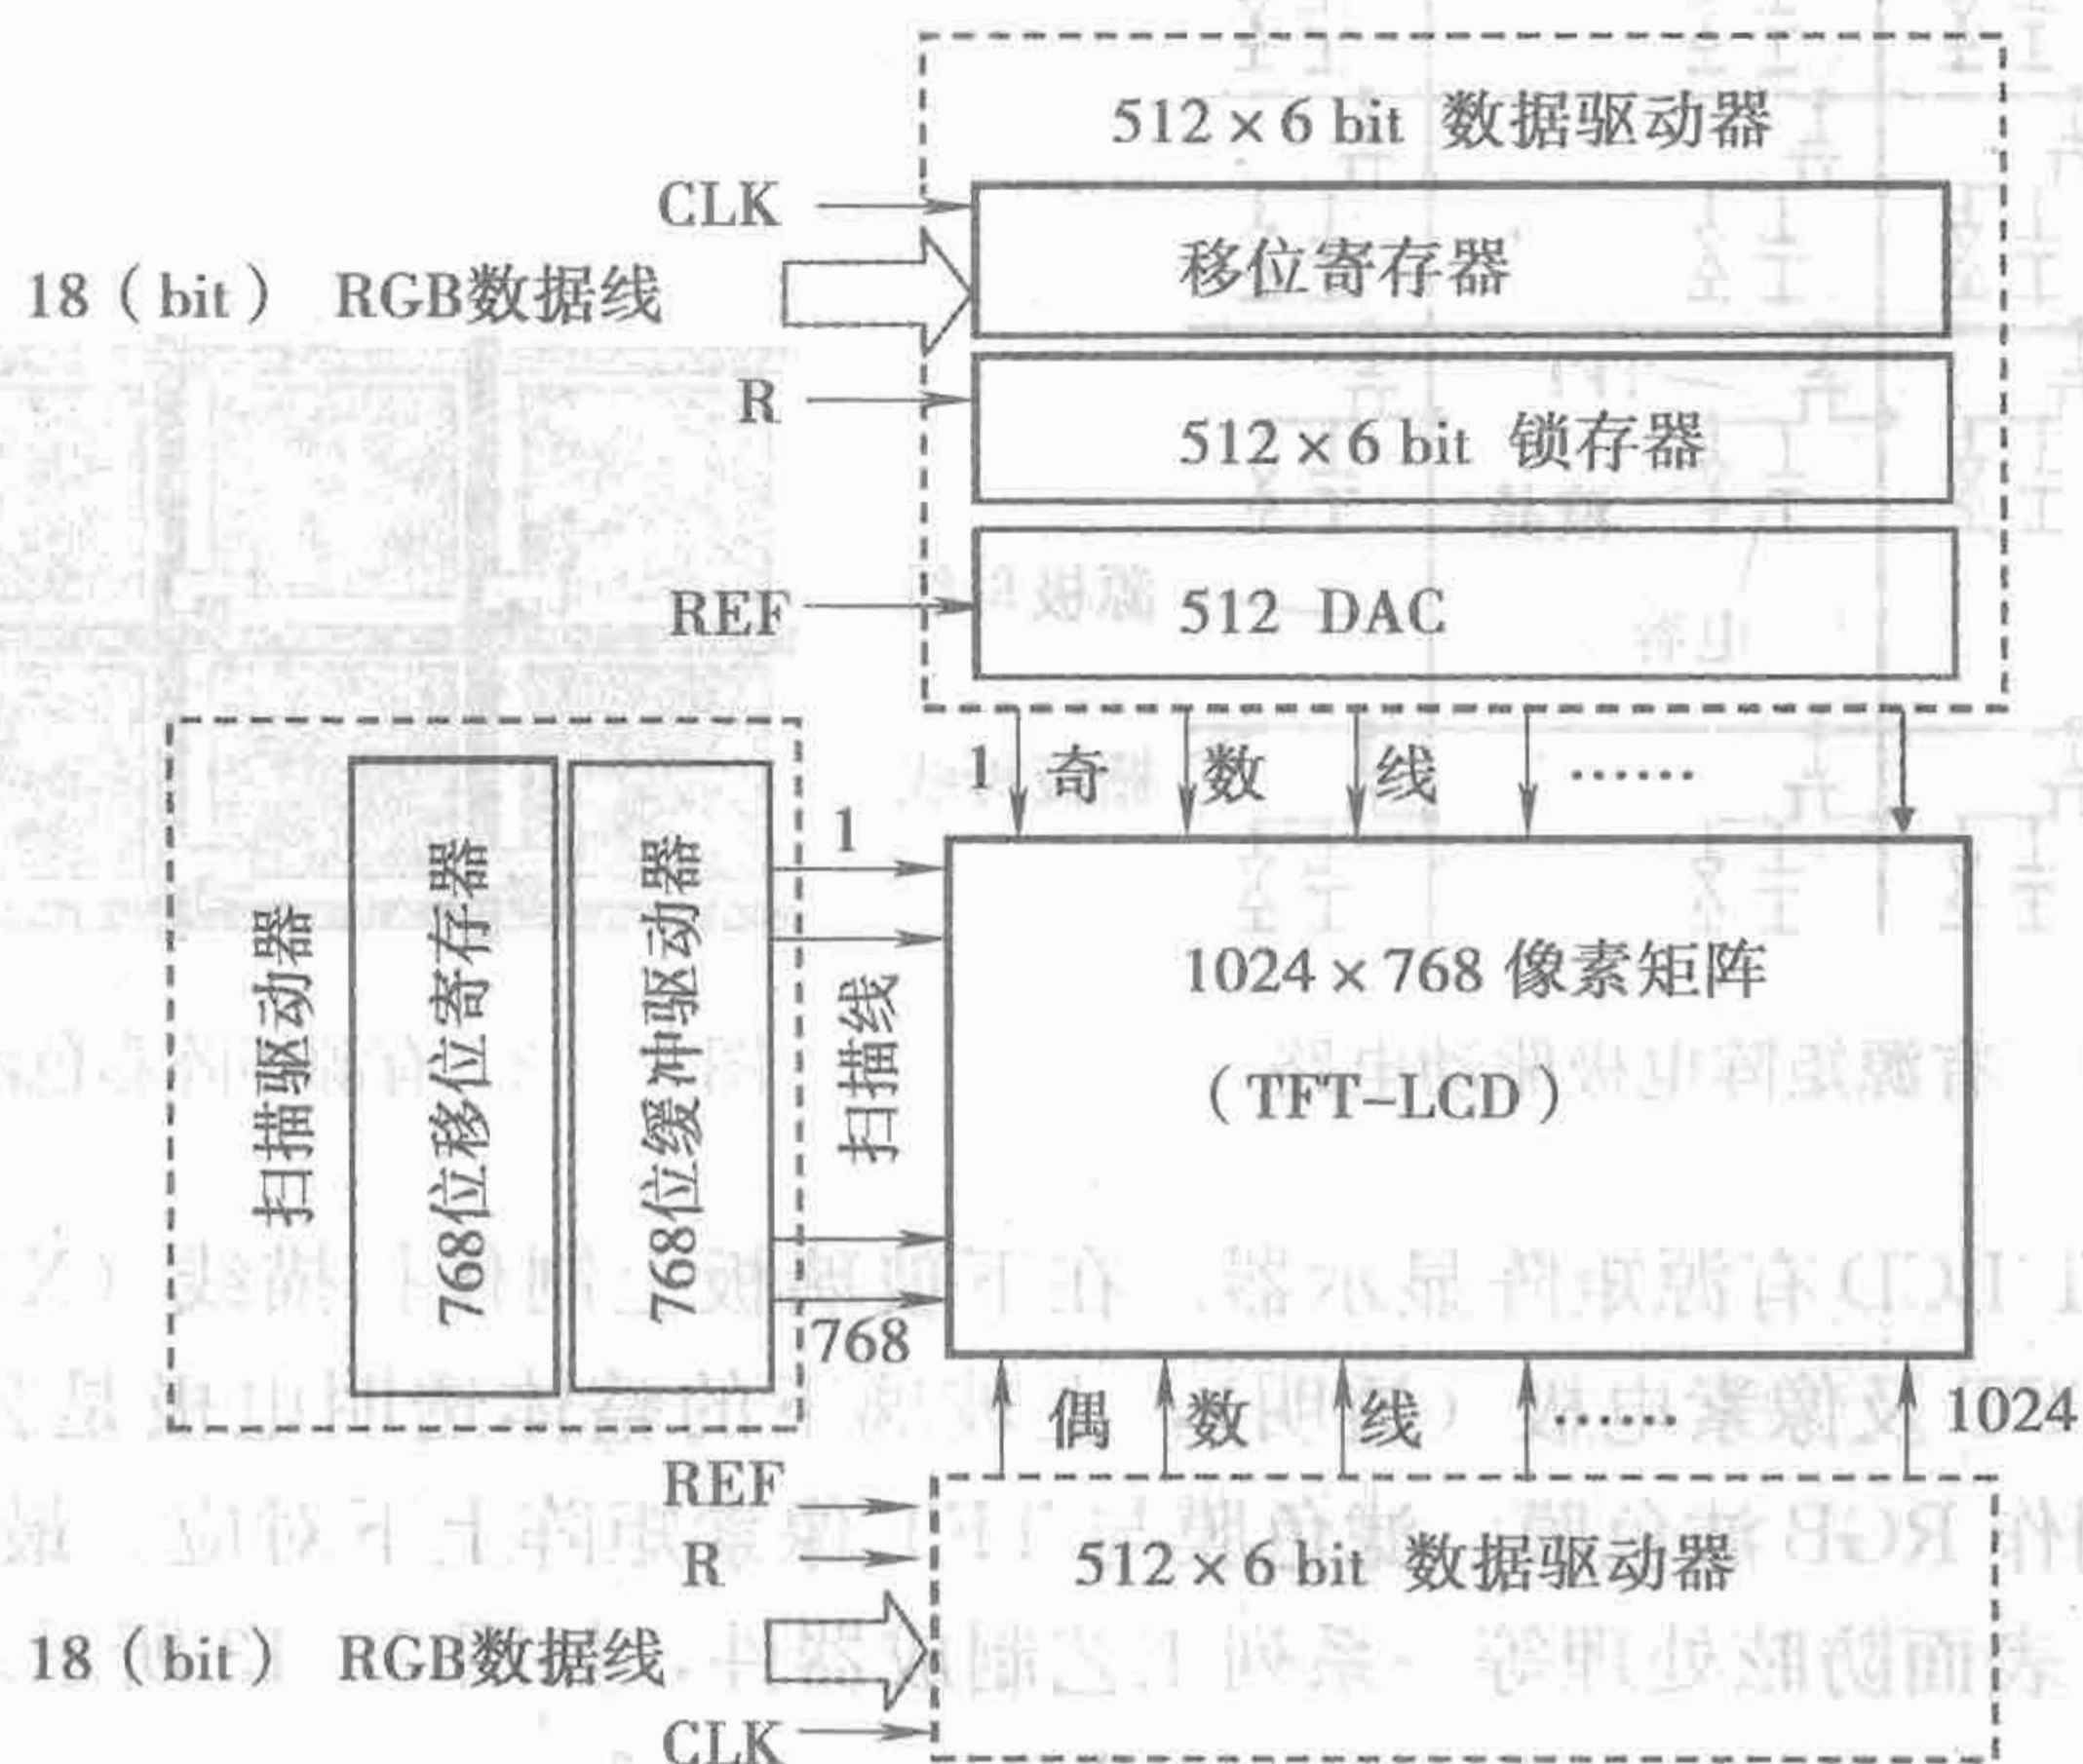 512×6 bit 数据驱动器
CLK
移位寄存器
18（bit） RGB数据线
R
512×6 bit 锁存器
REF
512 DAC
1 奇 数 线 ……
扫描驱动器
768位移位寄存器
768位缓冲驱动器
1
扫描线
768
1024×768 像素矩阵
（TFT-LCD）
偶 数 线 …… 1024
REF
R
512×6 bit 数据驱动器
18（bit） RGB数据线
CLK